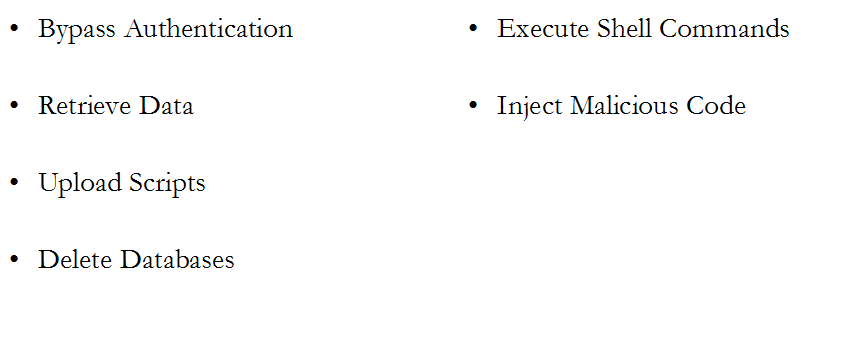 • Bypass Authentication
• Retrieve Data
• Upload Scripts
• Delete Databases
• Execute Shell Commands
• Inject Malicious Code